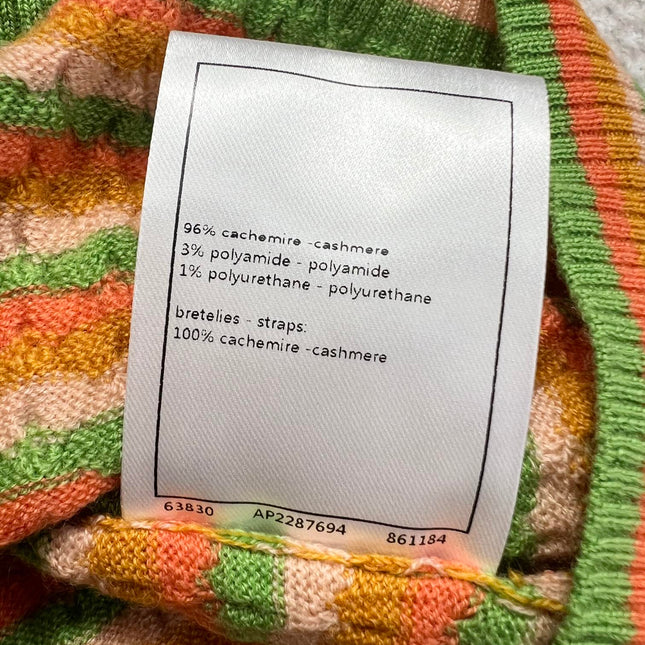 96% cachemire -cashmere
3% polyamide - polyamide
1% polyurethane - polyurethane
bretelies - straps:
100% cachemire -cashmere
63830 AP2287694 861184